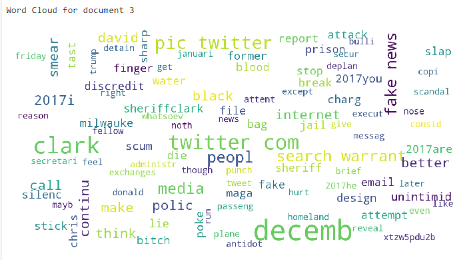 Word Cloud for document 3
david
pic twitter
report
attack
bulli
friday
smear
tast
trump
detain
sharp
januari
former
prison
secur
slap
finger
get
blood
stop
deplan
fake news
copi
discredit
water
break
2017you
scandal
2017i
right
black
attent
except
charg
reason
whatsoev
sheriffclark
file
internet
execut
nose
milwauke
noth
news
bag
jail
give
consid
fellow
scum
messag
clark
twitter com
2017are
secretari
feel
die
peopl
search warrant
better
administr
though
punch
sheriff
brief
call
exchanges
media
tweet
fake
2017he
email
later
silenc
continu
donald
maga
hurt
design
unintimid
mayb
make
polic
passeng
homeland
attempt
even
like
stick
chris
think
lie
poke
run
decemb
reveal
bitch
plane
antidot
xtzw5pdu2b